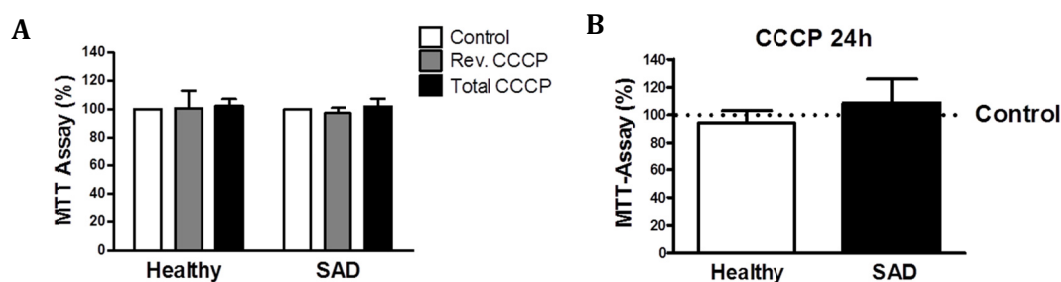 A
MTT Assay (%)
140
120
100
80
60
40
20
0
Healthy
SAD
Control
Rev. CCCP
Total CCCP
B
CCCP 24h
MTT-Assay (%)
140
120
100
80
60
40
20
0
Control
Healthy
SAD